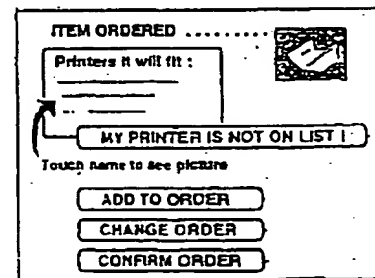 ITEM ORDERED ..........
Printers it will fit :
MY PRINTER IS NOT ON LIST !
Touch name to see picture
ADD TO ORDER
CHANGE ORDER
CONFIRM ORDER